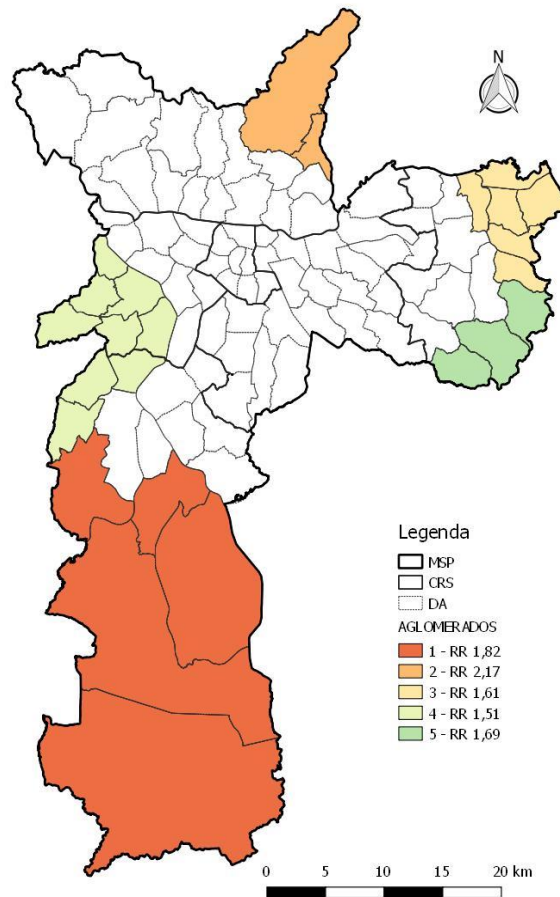 N
Legenda
MSP
CRS
DA
AGLOMERADOS
1 - RR 1,82
2 - RR 2,17
3 - RR 1,61
4 - RR 1,51
5 - RR 1,69
0 5 10 15 20 km